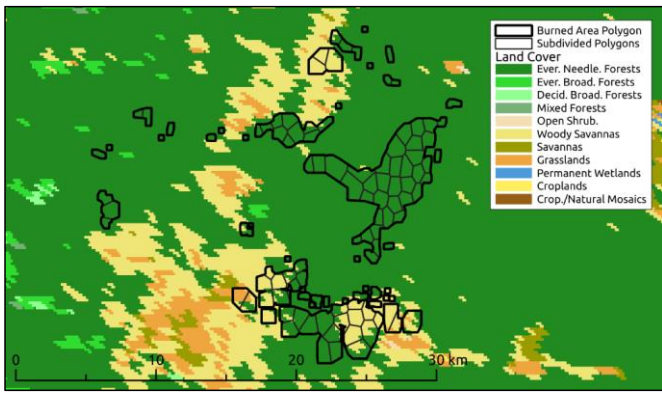 Burned Area Polygon
Subdivided Polygons
Land Cover
Ever. Needle. Forests
Ever. Broad. Forests
Decid. Broad. Forests
Mixed Forests
Open Shrub.
Woody Savannas
Savannas
Grasslands
Permanent Wetlands
Croplands
Crop./Natural Mosaics
0 10 20 30 km